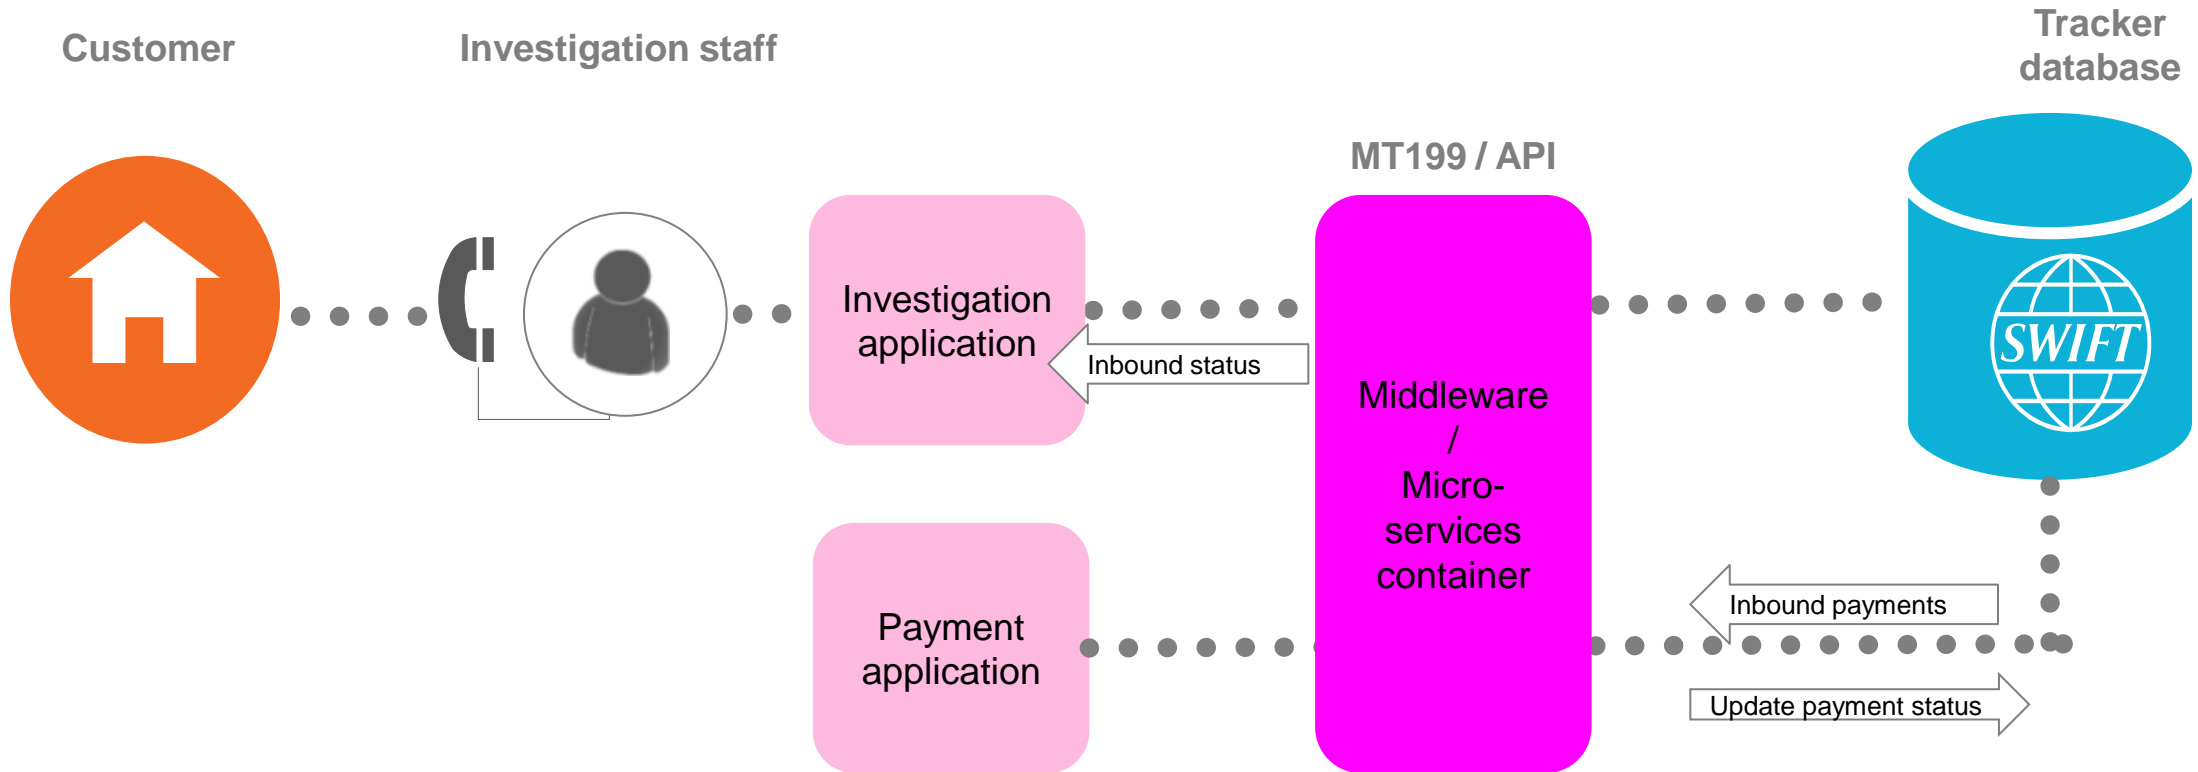 Customer
Investigation staff
Tracker
database
MT199 / API
Investigation
application
Inbound status
Middleware
/
Micro-
services
container
SWIFT
Payment
application
Inbound payments
Update payment status